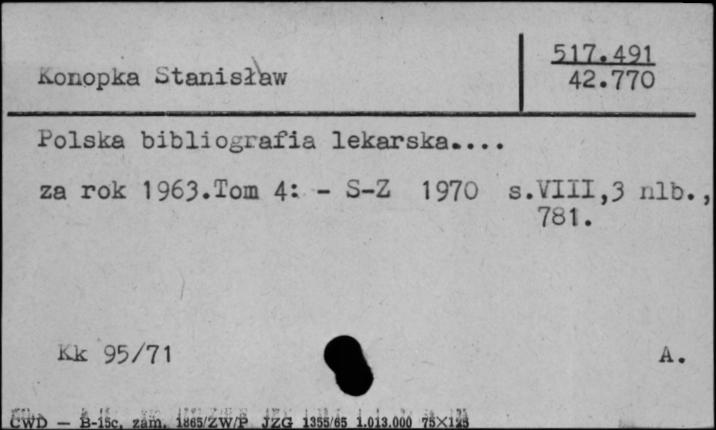 517.491
Konopka Stanisław
42.770
Polska bibliografia lekarska....
za rok 1963.Tom 4: - S-Z 1970 s.VIII,3 nlb.,
781.
Kk 95/71
A.
CWD — B-15c, zam. 1865/ZW/P JZG 1355/65 1.013.000 75×125